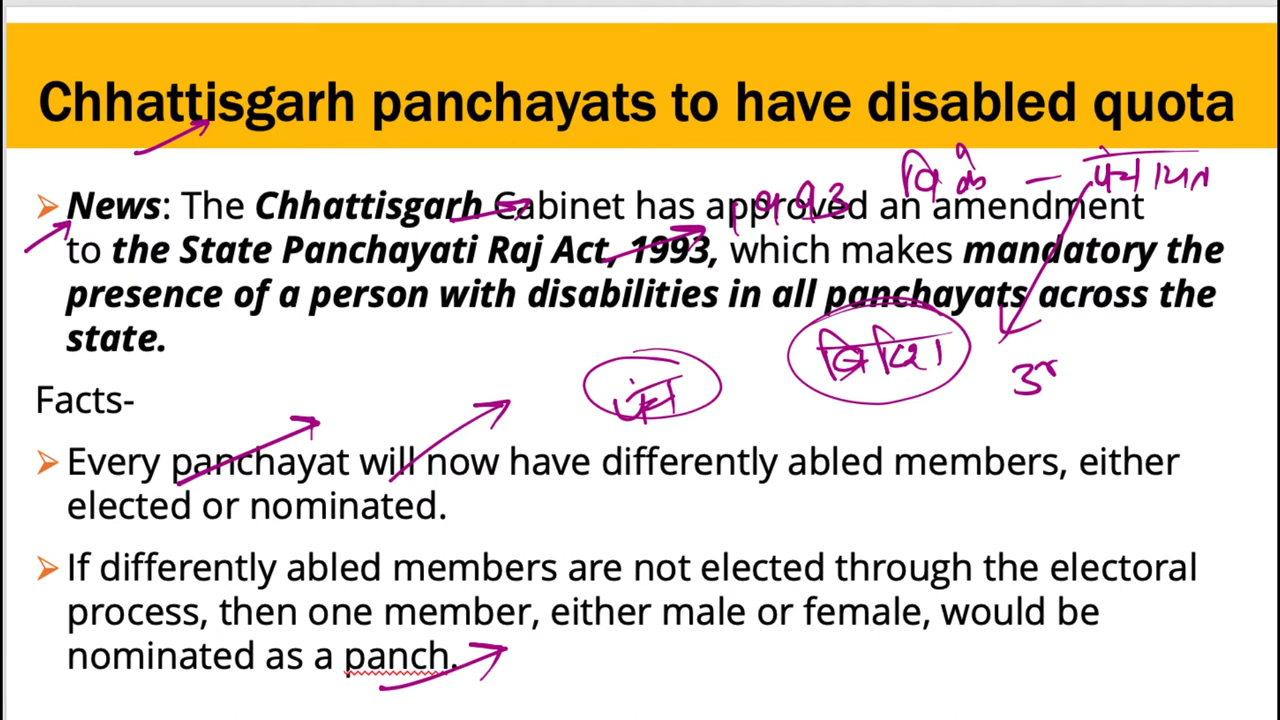 Chhattisgarh panchayats to have disabled quota
News: The Chhattisgarh Cabinet has approved an amendment
to the State Panchayati Raj Act, 1993, which makes mandatory the
presence of a person with disabilities in all panchayats across the
state.
Facts-
Every panchayat will now have differently abled members, either
elected or nominated.
If differently abled members are not elected through the electoral
process, then one member, either male or female, would be
nominated as a panch.